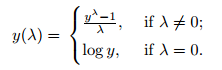 y(λ) = { (y^λ − 1)/λ, if λ ≠ 0;
log y, if λ = 0.